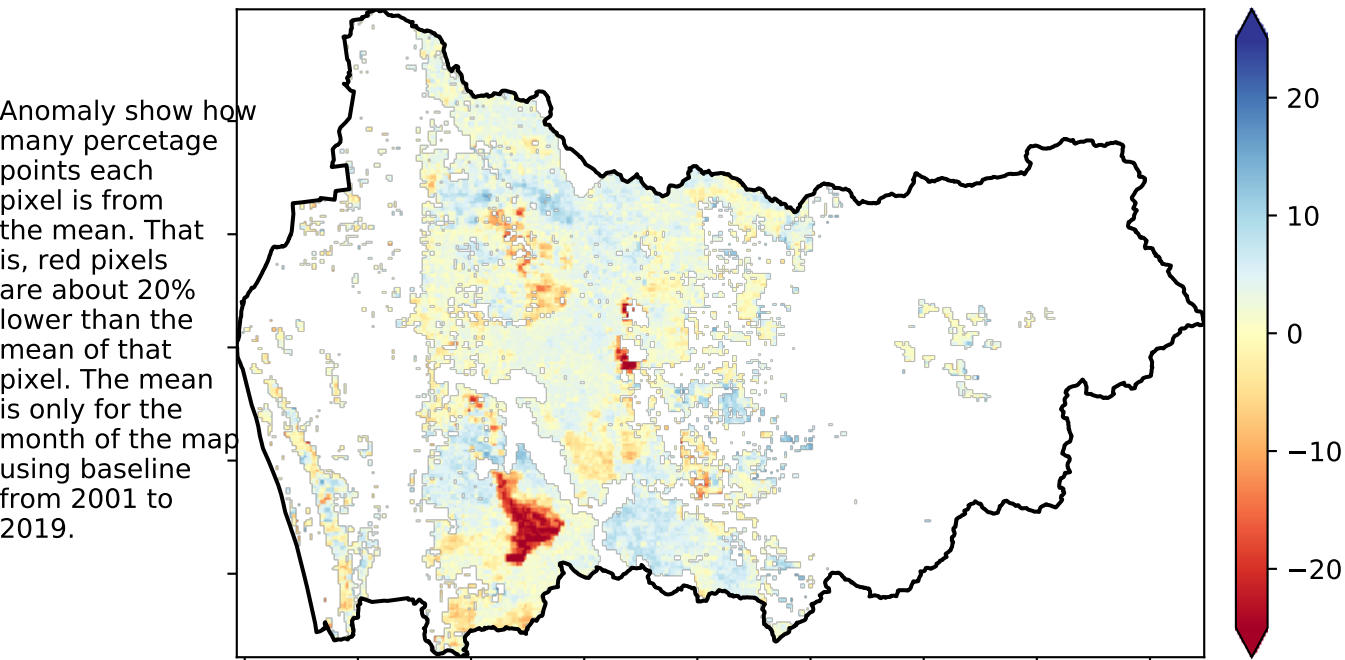 Anomaly show how
many percetage
points each
pixel is from
the mean. That
is, red pixels
are about 20%
lower than the
mean of that
pixel. The mean
is only for the
month of the map
using baseline
from 2001 to
2019.
20
10
0
−10
−20